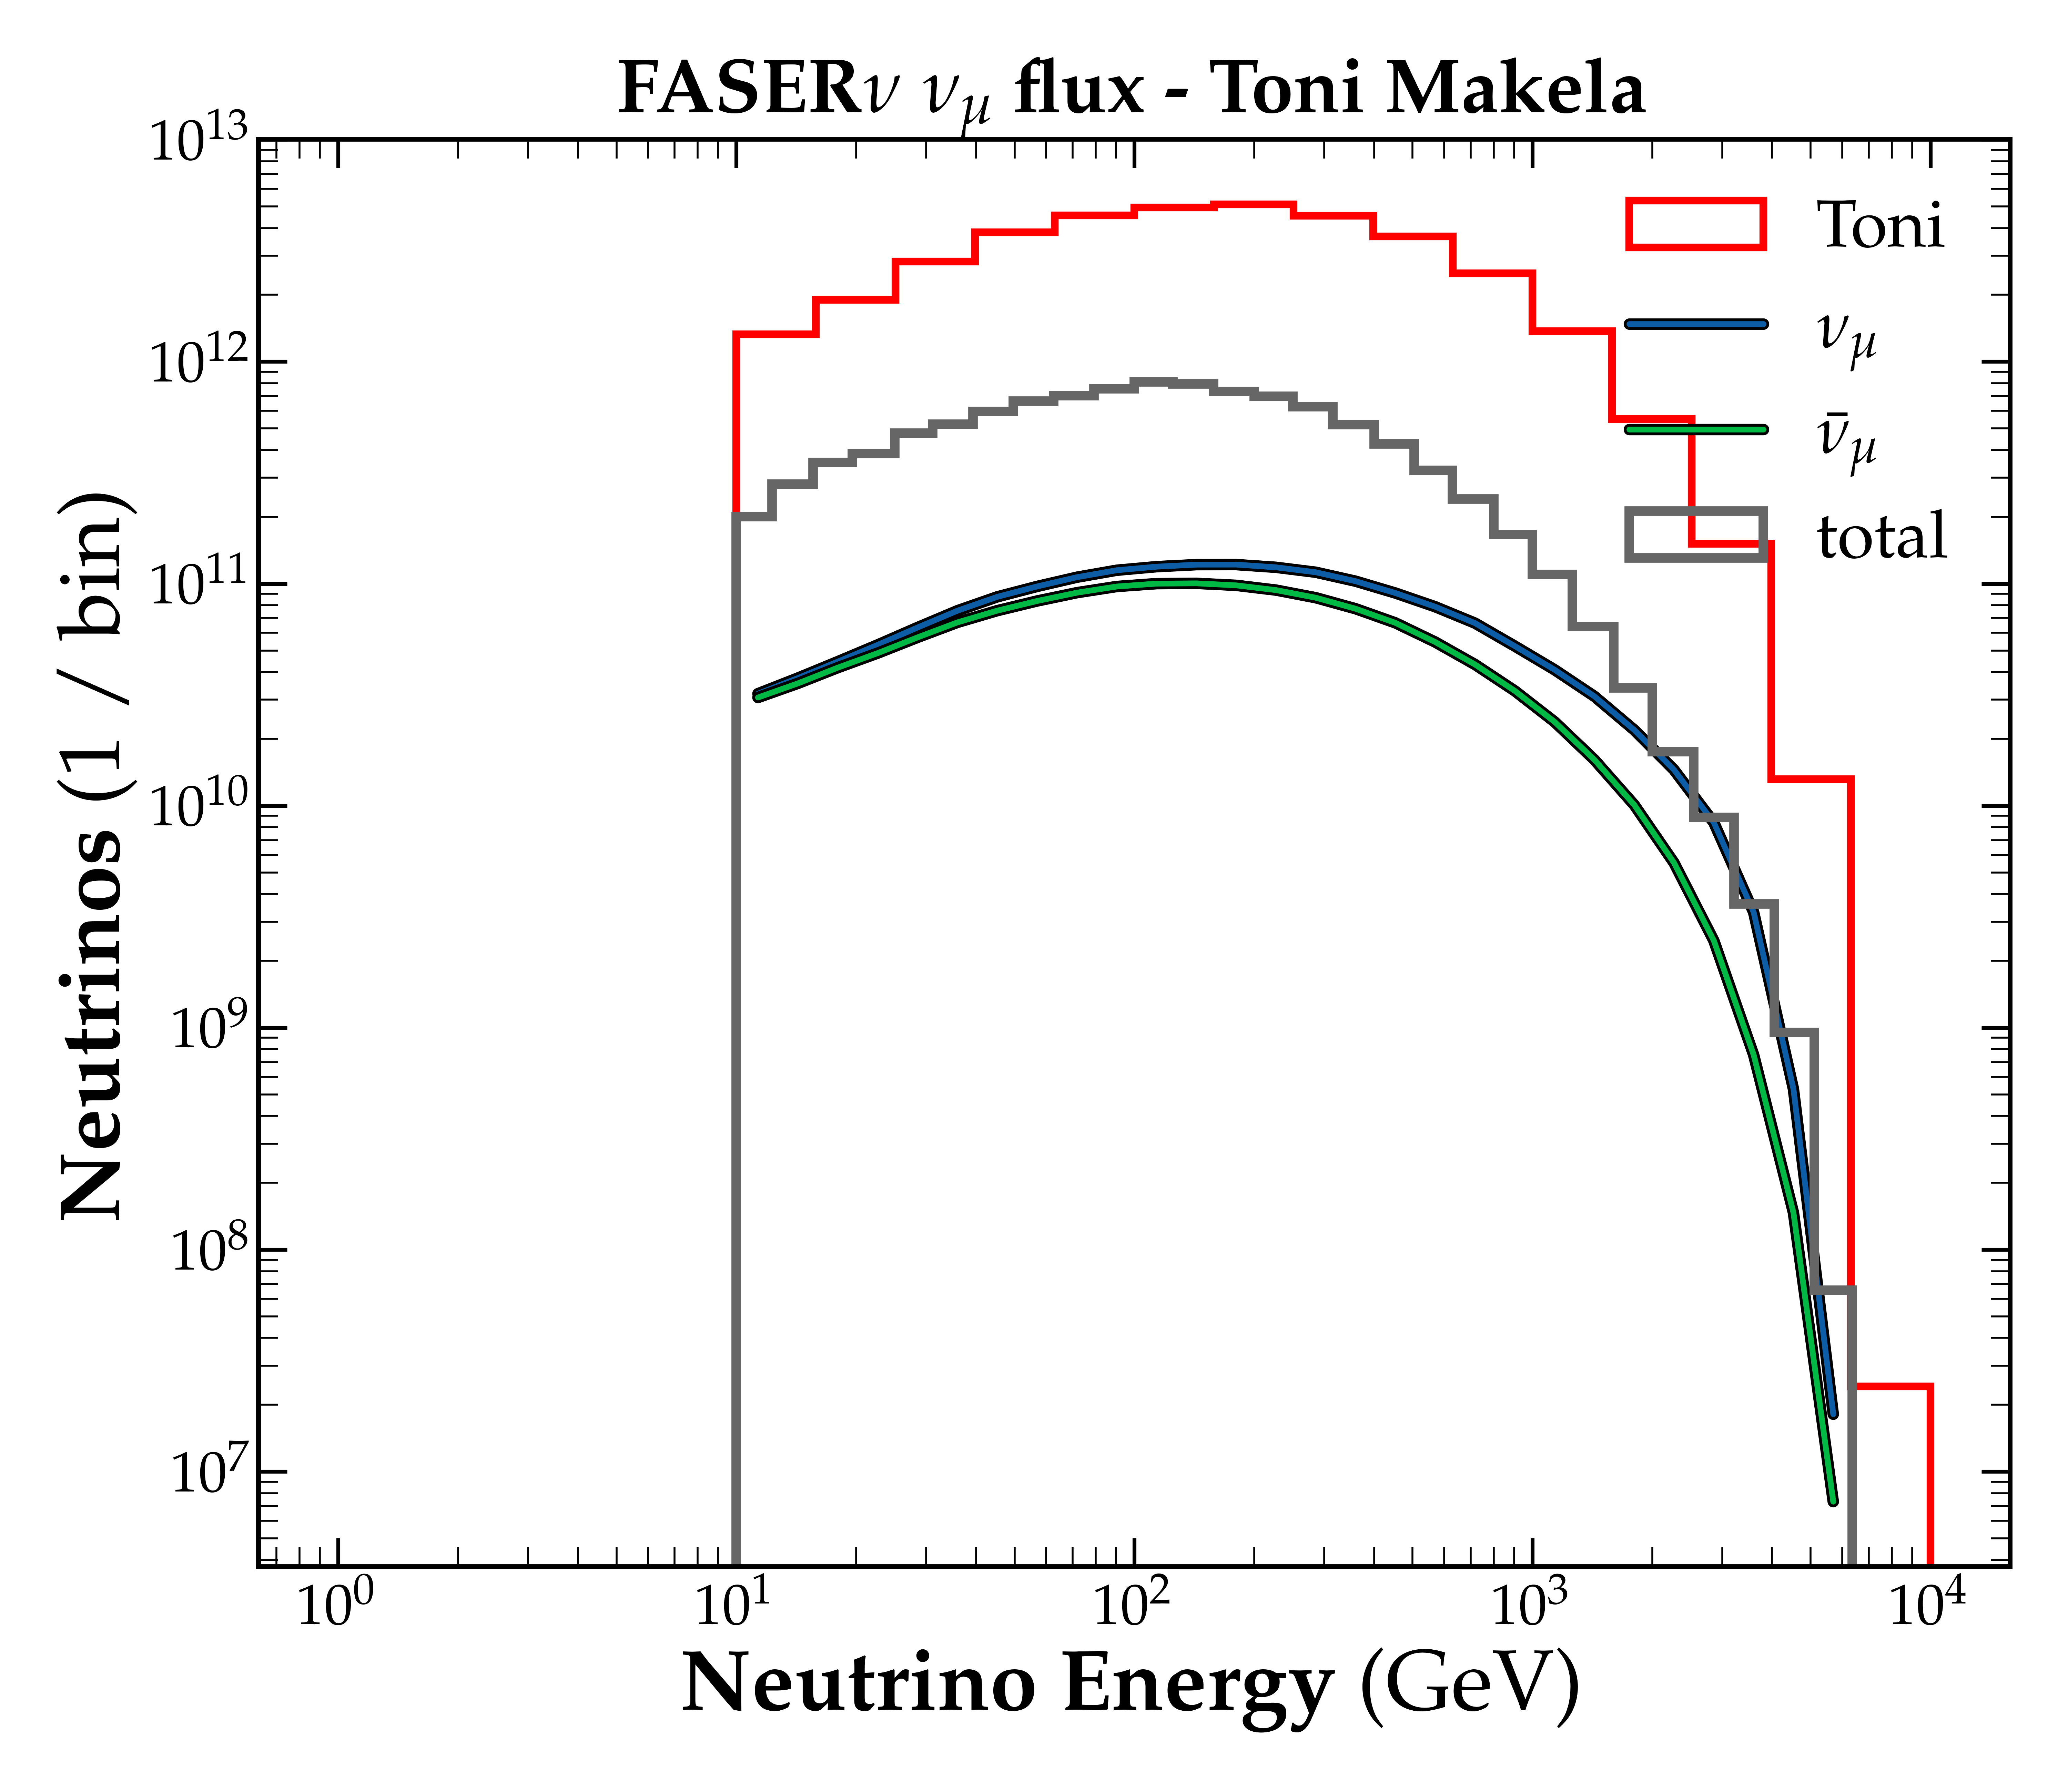 FASERν ν_μ flux - Toni Makela
Neutrinos (1 / bin)
10^13
10^12
10^11
10^10
10^9
10^8
10^7
Toni
ν_μ
ν̄_μ
total
10^0 10^1 10^2 10^3 10^4
Neutrino Energy (GeV)